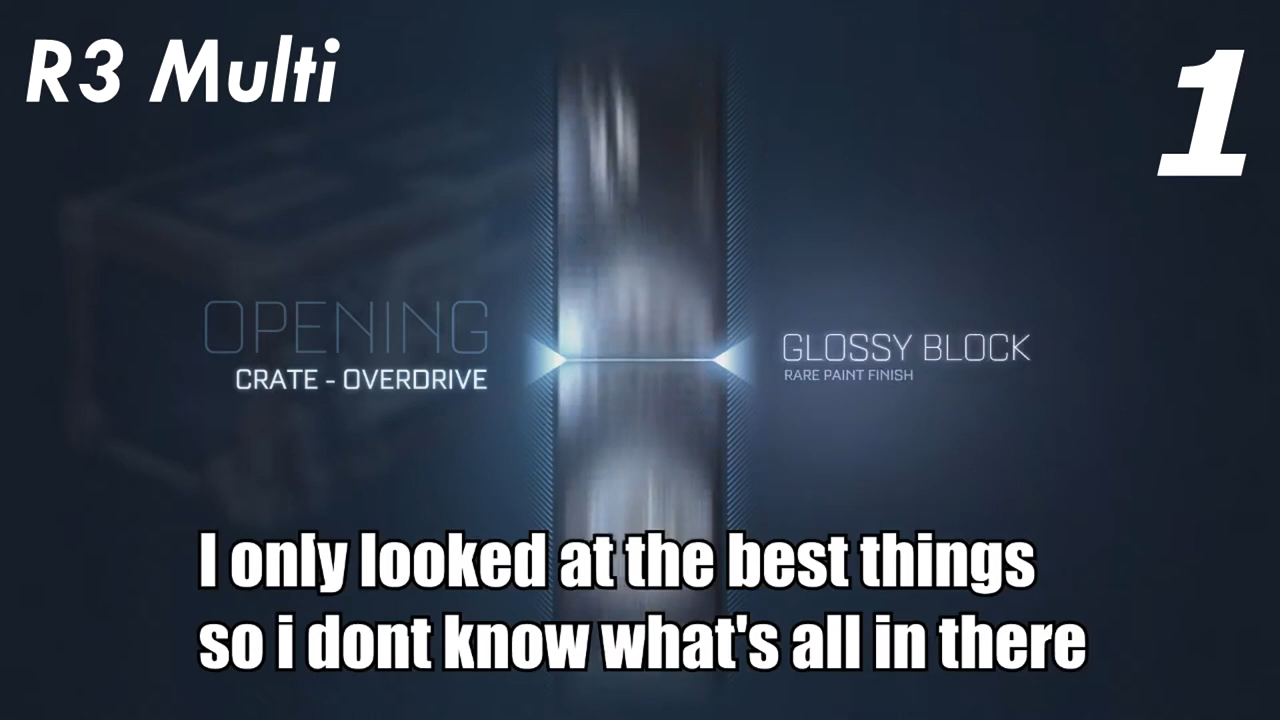 R3 Multi
1
OPENING
CRATE - OVERDRIVE
GLOSSY BLOCK
RARE PAINT FINISH
I only looked at the best things
so i dont know what's all in there